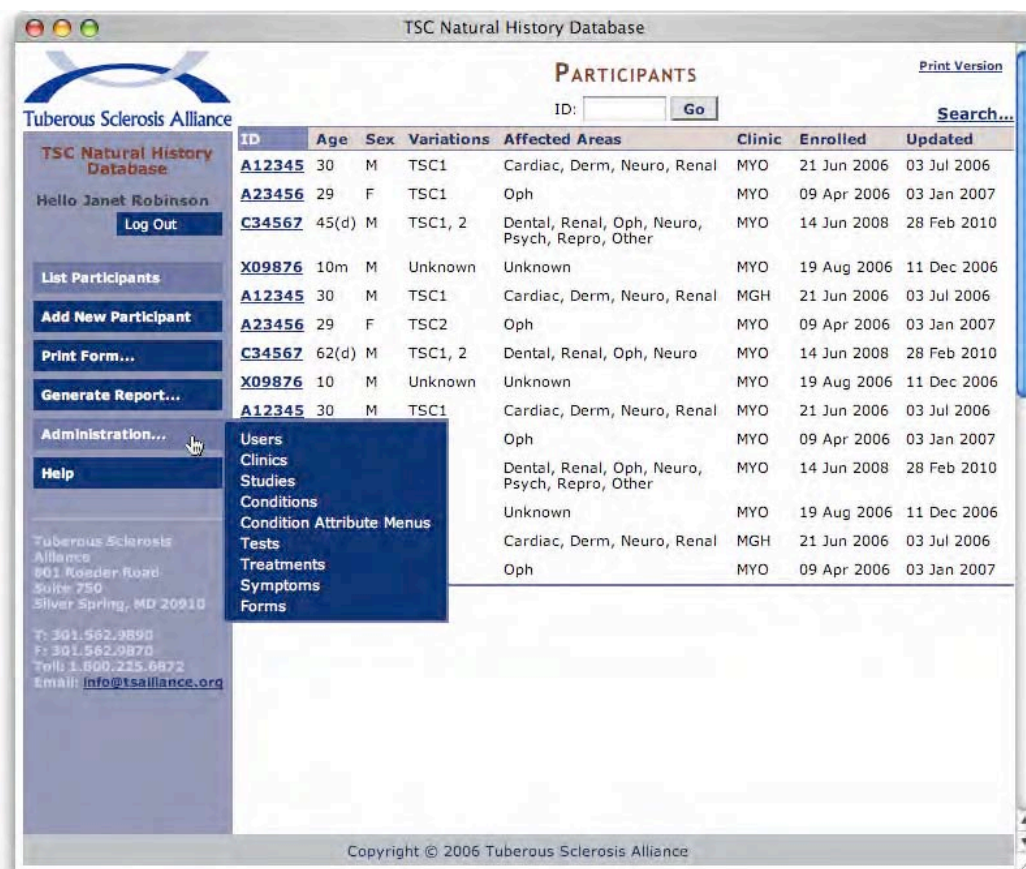 TSC Natural History Database
Tuberous Sclerosis Alliance
PARTICIPANTS
Print Version
ID: Go
Search...
TSC Natural History
Database
Hello Janet Robinson
Log Out
List Participants
Add New Participant
Print Form...
Generate Report...
Administration...
Help
Users
Clinics
Studies
Conditions
Condition Attribute Menus
Tests
Treatments
Symptoms
Forms
Tuberous Sclerosis
Alliance
801 Roeder Road
Suite 750
Silver Spring, MD 20910
T: 301.562.9890
F: 301.562.9870
Toll: 1.800.225.6872
Email: info@tsalliance.org
ID Age Sex Variations Affected Areas Clinic Enrolled Updated
A12345 30 M TSC1 Cardiac, Derm, Neuro, Renal MYO 21 Jun 2006 03 Jul 2006
A23456 29 F TSC1 Oph MYO 09 Apr 2006 03 Jan 2007
C34567 45(d) M TSC1, 2 Dental, Renal, Oph, Neuro, MYO 14 Jun 2008 28 Feb 2010
Psych, Repro, Other
X09876 10m M Unknown Unknown MYO 19 Aug 2006 11 Dec 2006
A12345 30 M TSC1 Cardiac, Derm, Neuro, Renal MGH 21 Jun 2006 03 Jul 2006
A23456 29 F TSC2 Oph MYO 09 Apr 2006 03 Jan 2007
C34567 62(d) M TSC1, 2 Dental, Renal, Oph, Neuro MYO 14 Jun 2008 28 Feb 2010
X09876 10 M Unknown Unknown MYO 19 Aug 2006 11 Dec 2006
A12345 30 M TSC1 Cardiac, Derm, Neuro, Renal MYO 21 Jun 2006 03 Jul 2006
Oph MYO 09 Apr 2006 03 Jan 2007
Dental, Renal, Oph, Neuro, MYO 14 Jun 2008 28 Feb 2010
Psych, Repro, Other
Unknown MYO 19 Aug 2006 11 Dec 2006
Cardiac, Derm, Neuro, Renal MGH 21 Jun 2006 03 Jul 2006
Oph MYO 09 Apr 2006 03 Jan 2007
Copyright © 2006 Tuberous Sclerosis Alliance